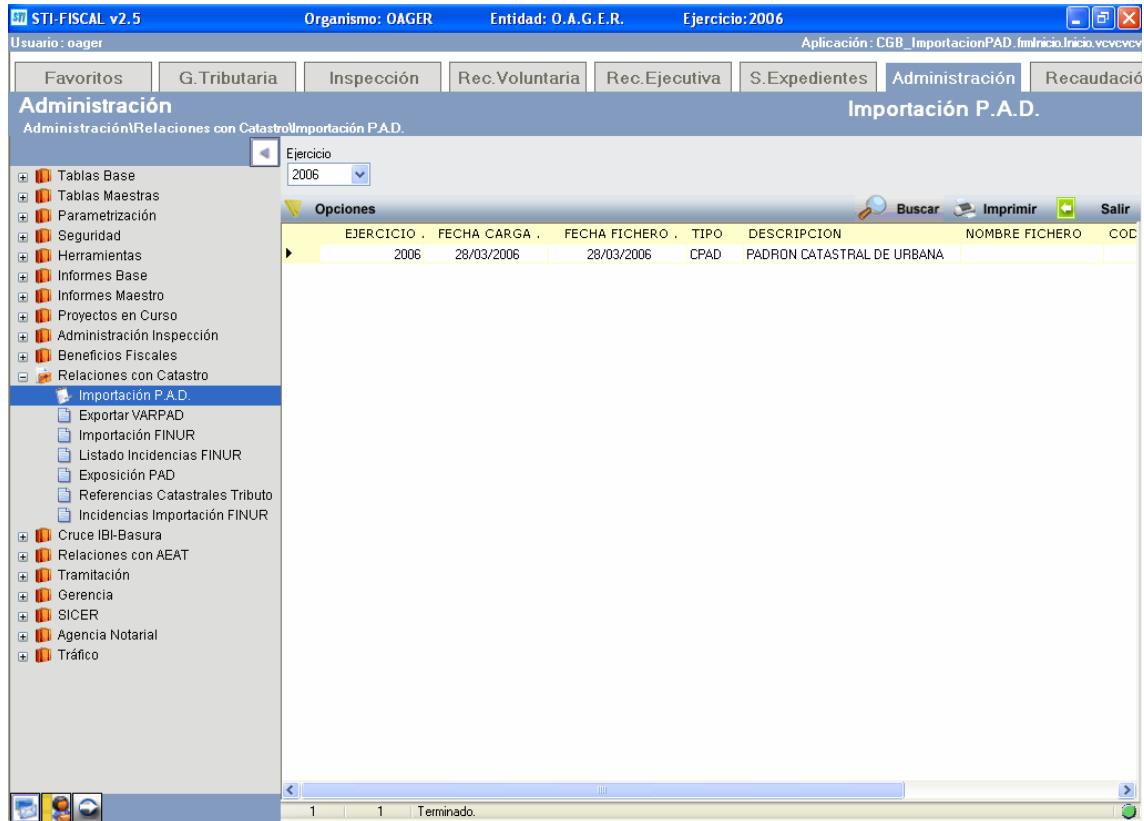 STI STI-FISCAL v2.5 Organismo: OAGER Entidad: O.A.G.E.R. Ejercicio: 2006
Usuario : oager Aplicación : CGB_ImportacionPAD.frmInicio.Inicio.vcvcvcv
Favoritos G.Tributaria Inspección Rec.Voluntaria Rec.Ejecutiva S.Expedientes Administración Recaudació
Administración Importación P.A.D.
Administración\Relaciones con Catastro\Importación P.A.D.
Ejercicio
2006
Opciones Buscar Imprimir Salir
EJERCICIO . FECHA CARGA . FECHA FICHERO . TIPO DESCRIPCION NOMBRE FICHERO COD
2006 28/03/2006 28/03/2006 CPAD PADRON CATASTRAL DE URBANA
Tablas Base
Tablas Maestras
Parametrización
Seguridad
Herramientas
Informes Base
Informes Maestro
Proyectos en Curso
Administración Inspección
Beneficios Fiscales
Relaciones con Catastro
Importación P.A.D.
Exportar VARPAD
Importación FINUR
Listado Incidencias FINUR
Exposición PAD
Referencias Catastrales Tributo
Incidencias Importación FINUR
Cruce IBI-Basura
Relaciones con AEAT
Tramitación
Gerencia
SICER
Agencia Notarial
Tráfico
1 1 Terminado.